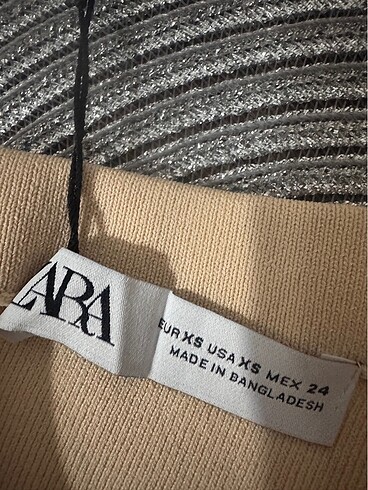 ZARA
EUR XS USA XS MEX 24
MADE IN BANGLADESH